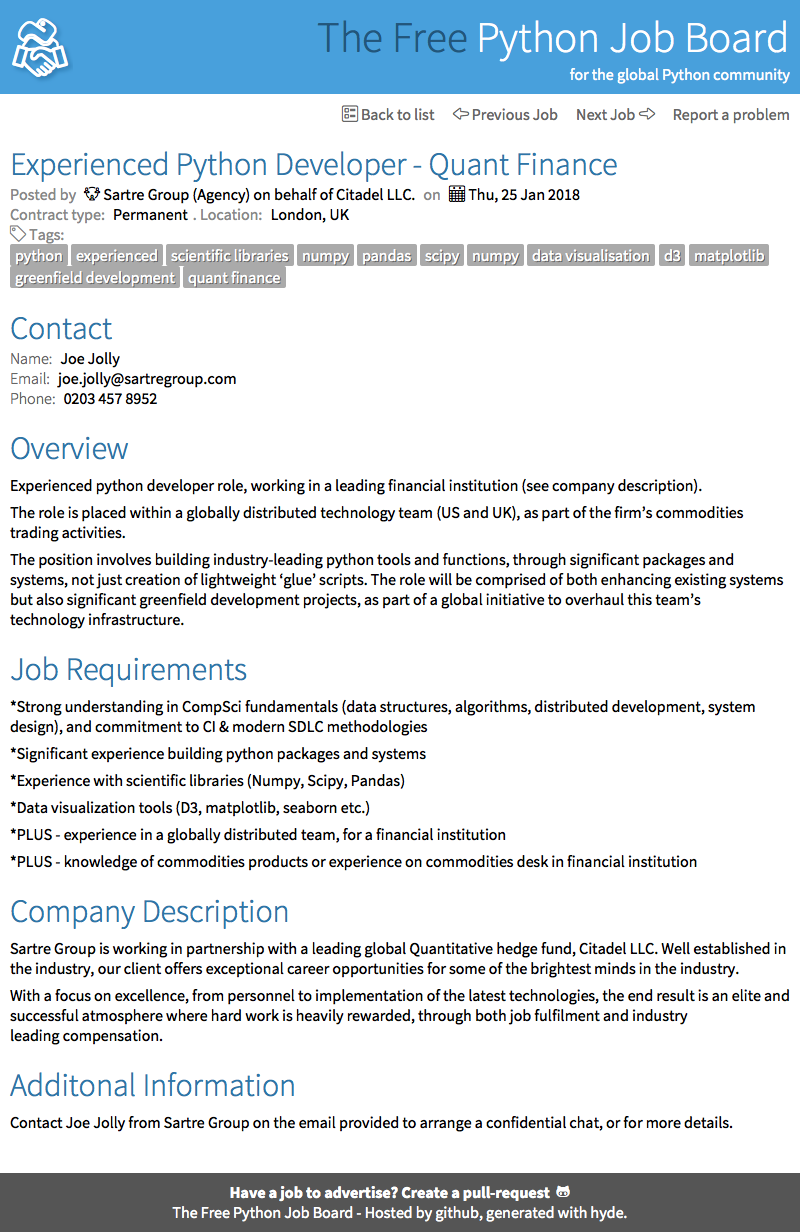 The Free Python Job Board
for the global Python community
Back to list Previous Job Next Job Report a problem
Experienced Python Developer - Quant Finance
Posted by Sartre Group (Agency) on behalf of Citadel LLC. on Thu, 25 Jan 2018
Contract type: Permanent . Location: London, UK
Tags:
python experienced scientific libraries numpy pandas scipy numpy data visualisation d3 matplotlib
greenfield development quant finance
Contact
Name: Joe Jolly
Email: joe.jolly@sartregroup.com
Phone: 0203 457 8952
Overview
Experienced python developer role, working in a leading financial institution (see company description).
The role is placed within a globally distributed technology team (US and UK), as part of the firm’s commodities
trading activities.
The position involves building industry-leading python tools and functions, through significant packages and
systems, not just creation of lightweight ‘glue’ scripts. The role will be comprised of both enhancing existing systems
but also significant greenfield development projects, as part of a global initiative to overhaul this team’s
technology infrastructure.
Job Requirements
*Strong understanding in CompSci fundamentals (data structures, algorithms, distributed development, system
design), and commitment to CI & modern SDLC methodologies
*Significant experience building python packages and systems
*Experience with scientific libraries (Numpy, Scipy, Pandas)
*Data visualization tools (D3, matplotlib, seaborn etc.)
*PLUS - experience in a globally distributed team, for a financial institution
*PLUS - knowledge of commodities products or experience on commodities desk in financial institution
Company Description
Sartre Group is working in partnership with a leading global Quantitative hedge fund, Citadel LLC. Well established in
the industry, our client offers exceptional career opportunities for some of the brightest minds in the industry.
With a focus on excellence, from personnel to implementation of the latest technologies, the end result is an elite and
successful atmosphere where hard work is heavily rewarded, through both job fulfilment and industry
leading compensation.
Additonal Information
Contact Joe Jolly from Sartre Group on the email provided to arrange a confidential chat, or for more details.
Have a job to advertise? Create a pull-request
The Free Python Job Board - Hosted by github, generated with hyde.